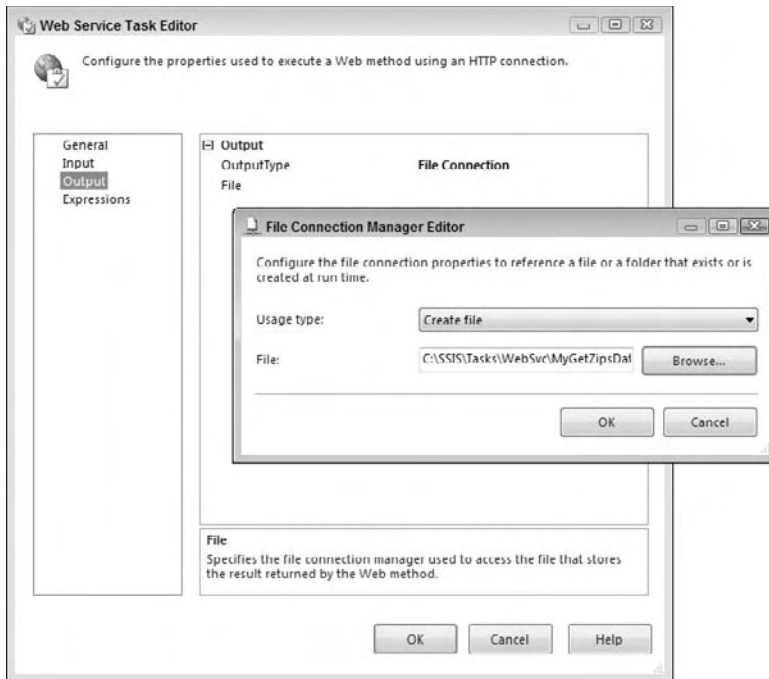 Web Service Task Editor
Configure the properties used to execute a Web method using an HTTP connection.
General
Input
Output
Expressions
Output
OutputType File Connection
File
File Connection Manager Editor
Configure the file connection properties to reference a file or a folder that exists or is
created at run time.
Usage type: Create file
File: C:\SSIS\Tasks\WebSvc\MyGetZipsDat Browse...
OK Cancel
File
Specifies the file connection manager used to access the file that stores
the result returned by the Web method.
OK Cancel Help